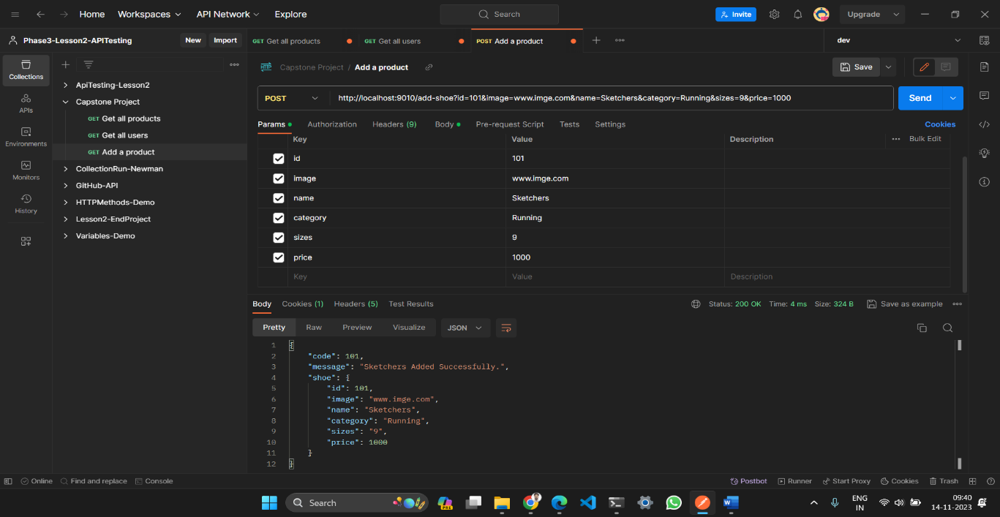 Home Workspaces API Network Explore Search Invite Upgrade
Phase3-Lesson2-APITesting New Import GET Get all products GET Get all users POST Add a product dev
Collections
APIs
Environments
Monitors
History
ApiTesting-Lesson2
Capstone Project
GET Get all products
GET Get all users
GET Add a product
CollectionRun-Newman
GitHub-API
HTTPMethods-Demo
Lesson2-EndProject
Variables-Demo
HTTP Capstone Project / Add a product Save
POST http://localhost:9010/add-shoe?id=101&image=www.imge.com&name=Sketchers&category=Running&sizes=9&price=1000 Send
Params Authorization Headers (9) Body Pre-request Script Tests Settings Cookies
Key Value Description Bulk Edit
id 101
image www.imge.com
name Sketchers
category Running
sizes 9
price 1000
Key Value Description
Body Cookies (1) Headers (5) Test Results Status: 200 OK Time: 4 ms Size: 324 B Save as example
Pretty Raw Preview Visualize JSON
1 {
2 "code": 101,
3 "message": "Sketchers Added Successfully.",
4 "shoe": {
5 "id": 101,
6 "image": "www.imge.com",
7 "name": "Sketchers",
8 "category": "Running",
9 "sizes": "9",
10 "price": 1000
11 }
12 }
Online Find and replace Console Postbot Runner Start Proxy Cookies Trash
Search ENG 09:40
IN 14-11-2023